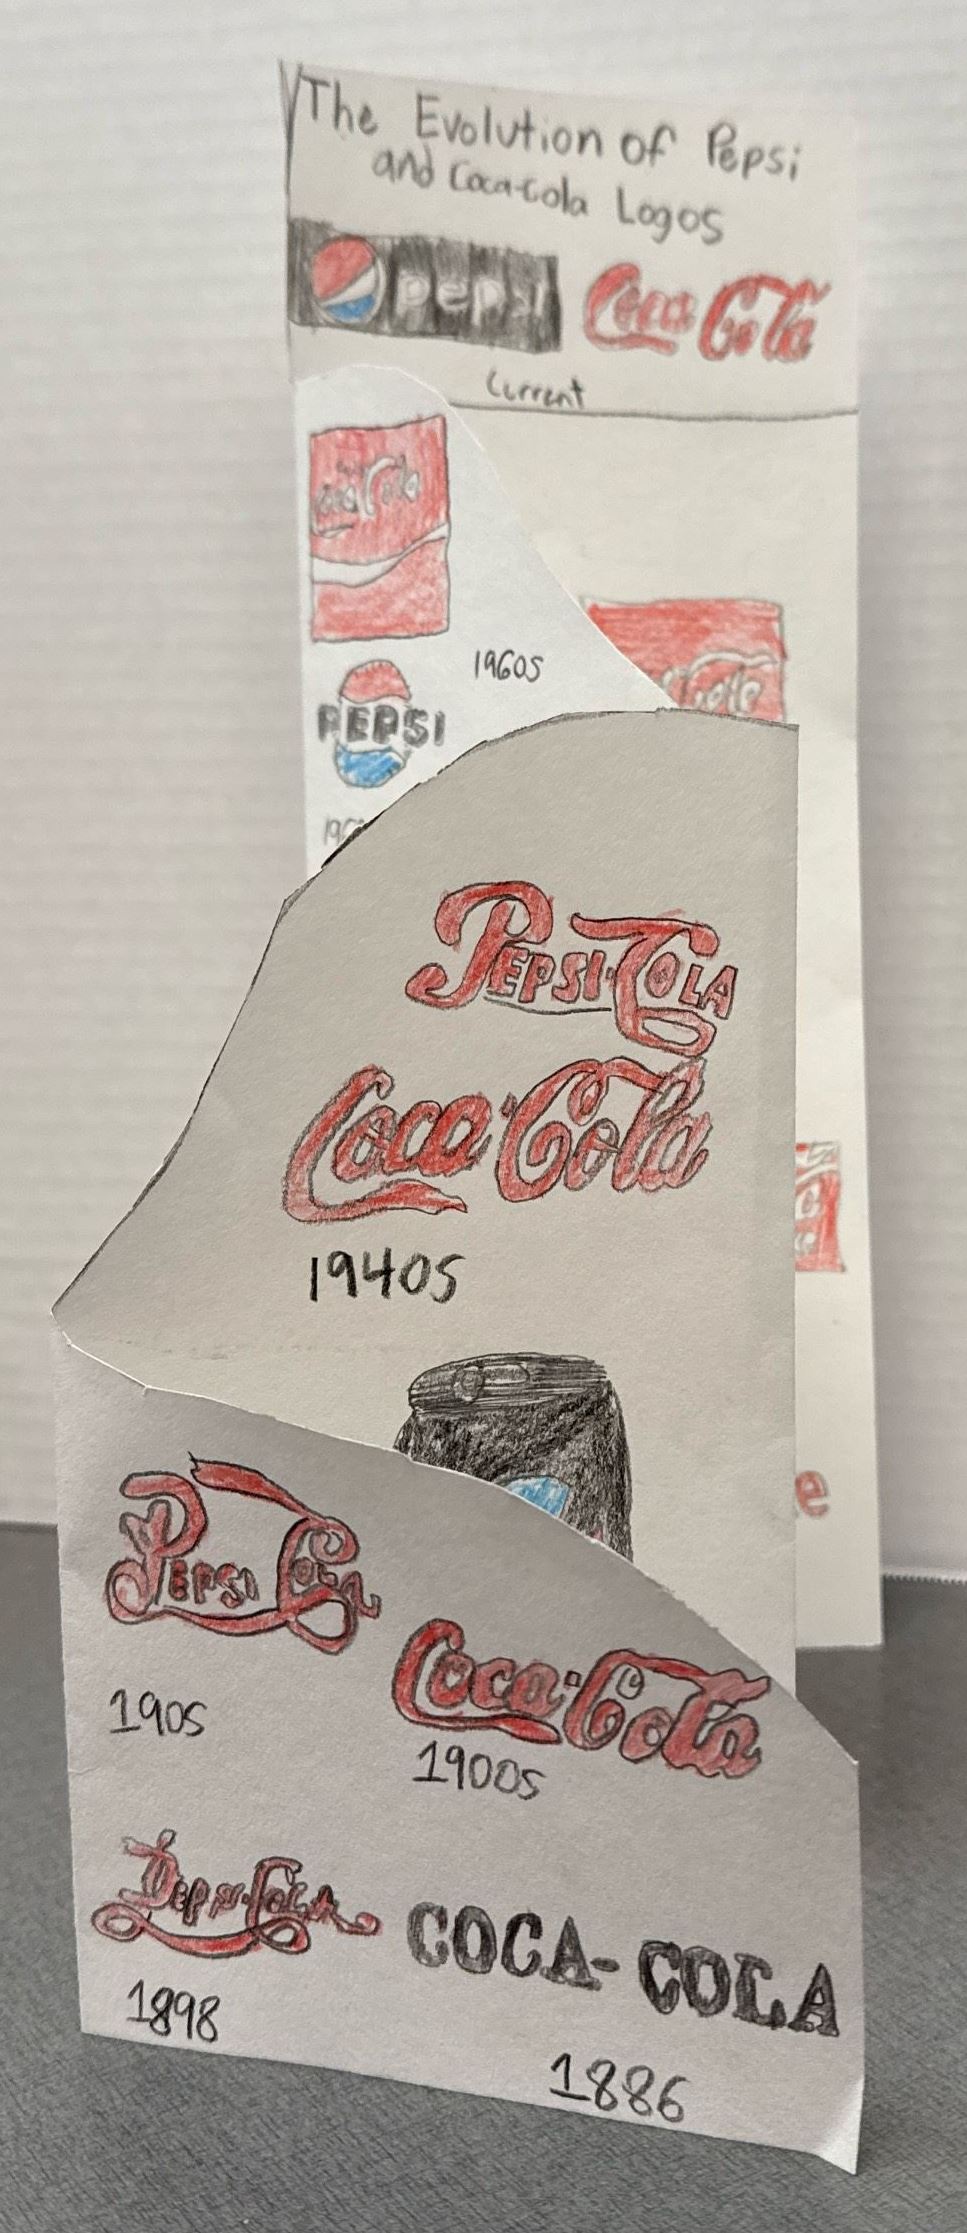 The Evolution of Pepsi
and Coca-Cola Logos
pepsi Coca Cola
Current
Coca Cola
1960s
PEPSI
PEPSI·COLA
Coca-Cola
1940s
PEPSI COLA
Coca-Cola
1905
1900s
PEPSI-COLA
COCA-COLA
1898
1886